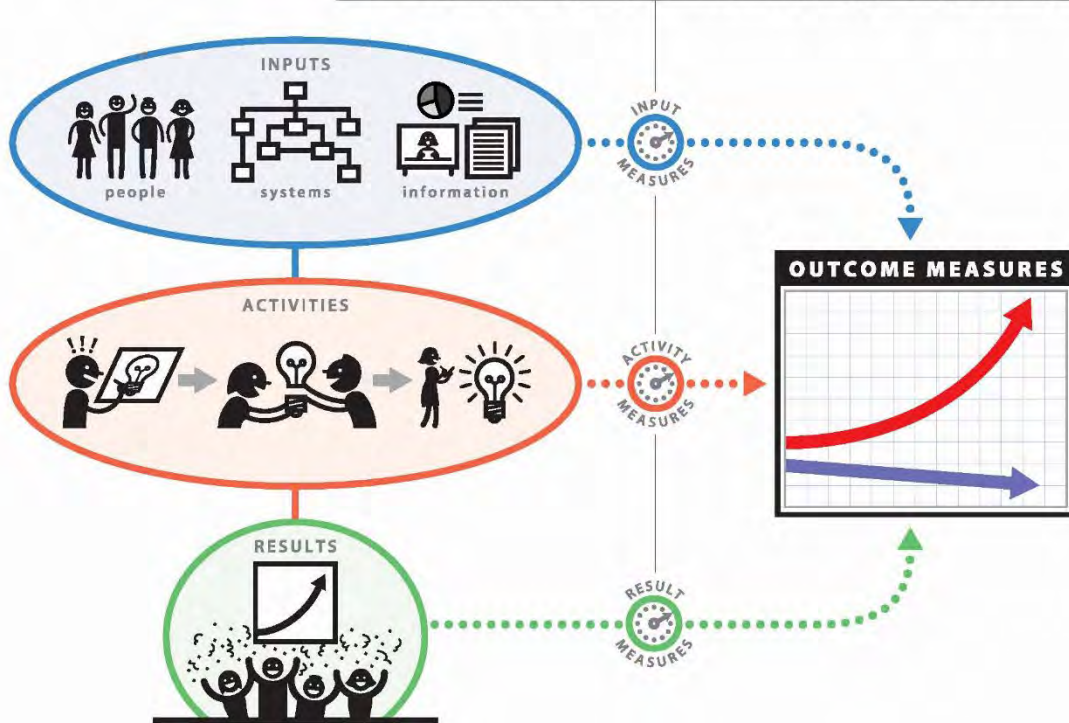 INPUTS
people
systems
information
INPUT
MEASURES
OUTCOME MEASURES
ACTIVITIES
!!!
ACTIVITY
MEASURES
RESULTS
RESULT
MEASURES